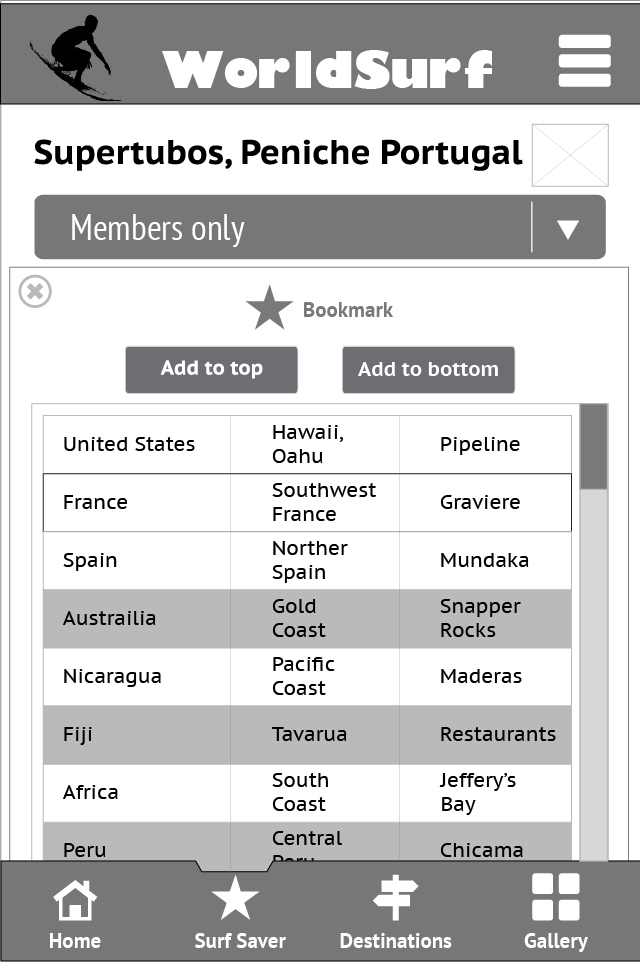 WorldSurf
Supertubos, Peniche Portugal
Members only
Bookmark
Add to top
Add to bottom
United States
Hawaii,
Oahu
Pipeline
France
Southwest
France
Graviere
Spain
Norther
Spain
Mundaka
Austrailia
Gold
Coast
Snapper
Rocks
Nicaragua
Pacific
Coast
Maderas
Fiji
Tavarua
Restaurants
Africa
South
Coast
Jeffery's
Bay
Peru
Central
Peru
Chicama
Home
Surf Saver
Destinations
Gallery